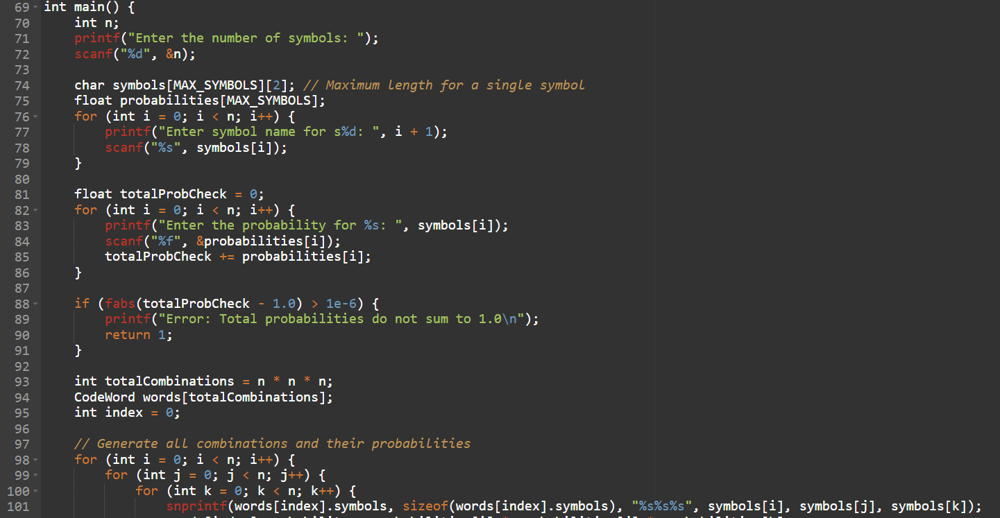 69 int main() {
70     int n;
71     printf("Enter the number of symbols: ");
72     scanf("%d", &n);
73
74     char symbols[MAX_SYMBOLS][2]; // Maximum length for a single symbol
75     float probabilities[MAX_SYMBOLS];
76     for (int i = 0; i < n; i++) {
77         printf("Enter symbol name for s%d: ", i + 1);
78         scanf("%s", symbols[i]);
79     }
80
81     float totalProbCheck = 0;
82     for (int i = 0; i < n; i++) {
83         printf("Enter the probability for %s: ", symbols[i]);
84         scanf("%f", &probabilities[i]);
85         totalProbCheck += probabilities[i];
86     }
87
88     if (fabs(totalProbCheck - 1.0) > 1e-6) {
89         printf("Error: Total probabilities do not sum to 1.0\n");
90         return 1;
91     }
92
93     int totalCombinations = n * n * n;
94     CodeWord words[totalCombinations];
95     int index = 0;
96
97     // Generate all combinations and their probabilities
98     for (int i = 0; i < n; i++) {
99         for (int j = 0; j < n; j++) {
100             for (int k = 0; k < n; k++) {
101                 snprintf(words[index].symbols, sizeof(words[index].symbols), "%s%s%s", symbols[i], symbols[j], symbols[k]);